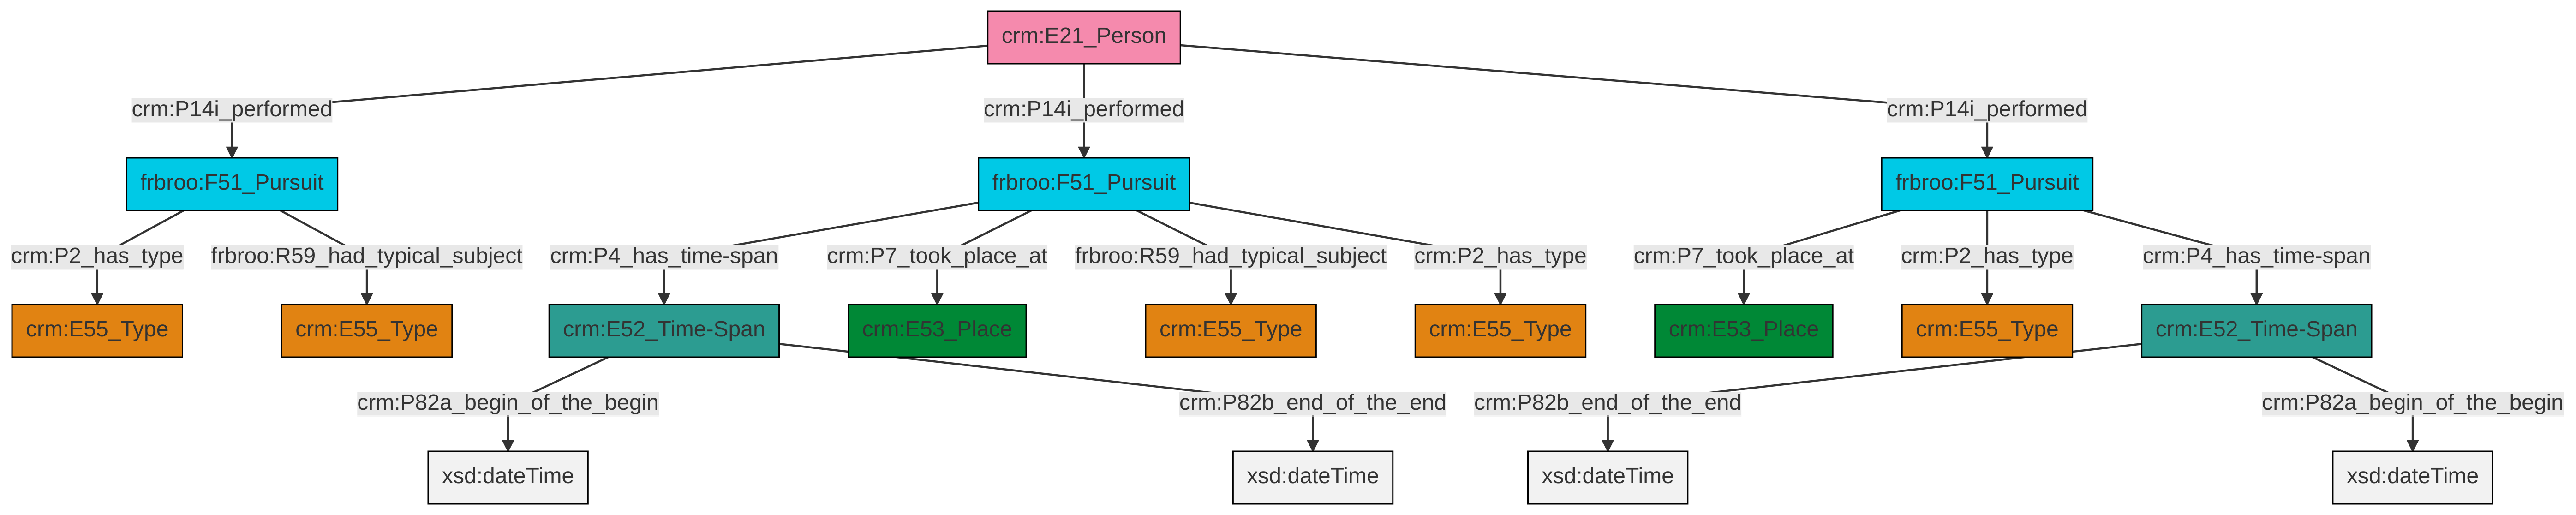 crm:E21_Person
crm:P14i_performed
crm:P14i_performed
crm:P14i_performed
frbroo:F51_Pursuit
frbroo:F51_Pursuit
frbroo:F51_Pursuit
crm:P2_has_type
frbroo:R59_had_typical_subject
crm:P4_has_time-span
crm:P7_took_place_at
frbroo:R59_had_typical_subject
crm:P2_has_type
crm:P7_took_place_at
crm:P2_has_type
crm:P4_has_time-span
crm:E55_Type
crm:E55_Type
crm:E52_Time-Span
crm:E53_Place
crm:E55_Type
crm:E55_Type
crm:E53_Place
crm:E55_Type
crm:E52_Time-Span
crm:P82a_begin_of_the_begin
crm:P82b_end_of_the_end
crm:P82b_end_of_the_end
crm:P82a_begin_of_the_begin
xsd:dateTime
xsd:dateTime
xsd:dateTime
xsd:dateTime